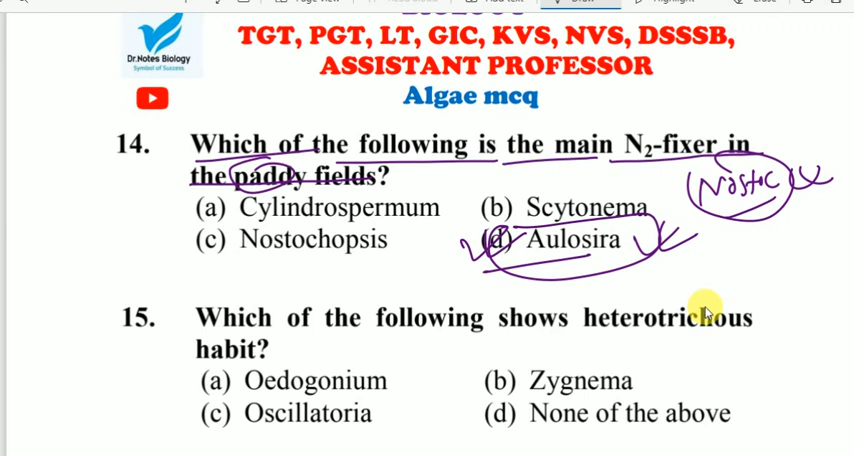 Dr.Notes Biology
Symbol of Success
TGT, PGT, LT, GIC, KVS, NVS, DSSSB,
ASSISTANT PROFESSOR
Algae mcq
14. Which of the following is the main N₂-fixer in
the paddy fields?
Nostoc
(a) Cylindrospermum (b) Scytonema
(c) Nostochopsis (d) Aulosira
15. Which of the following shows heterotrichous
habit?
(a) Oedogonium (b) Zygnema
(c) Oscillatoria (d) None of the above